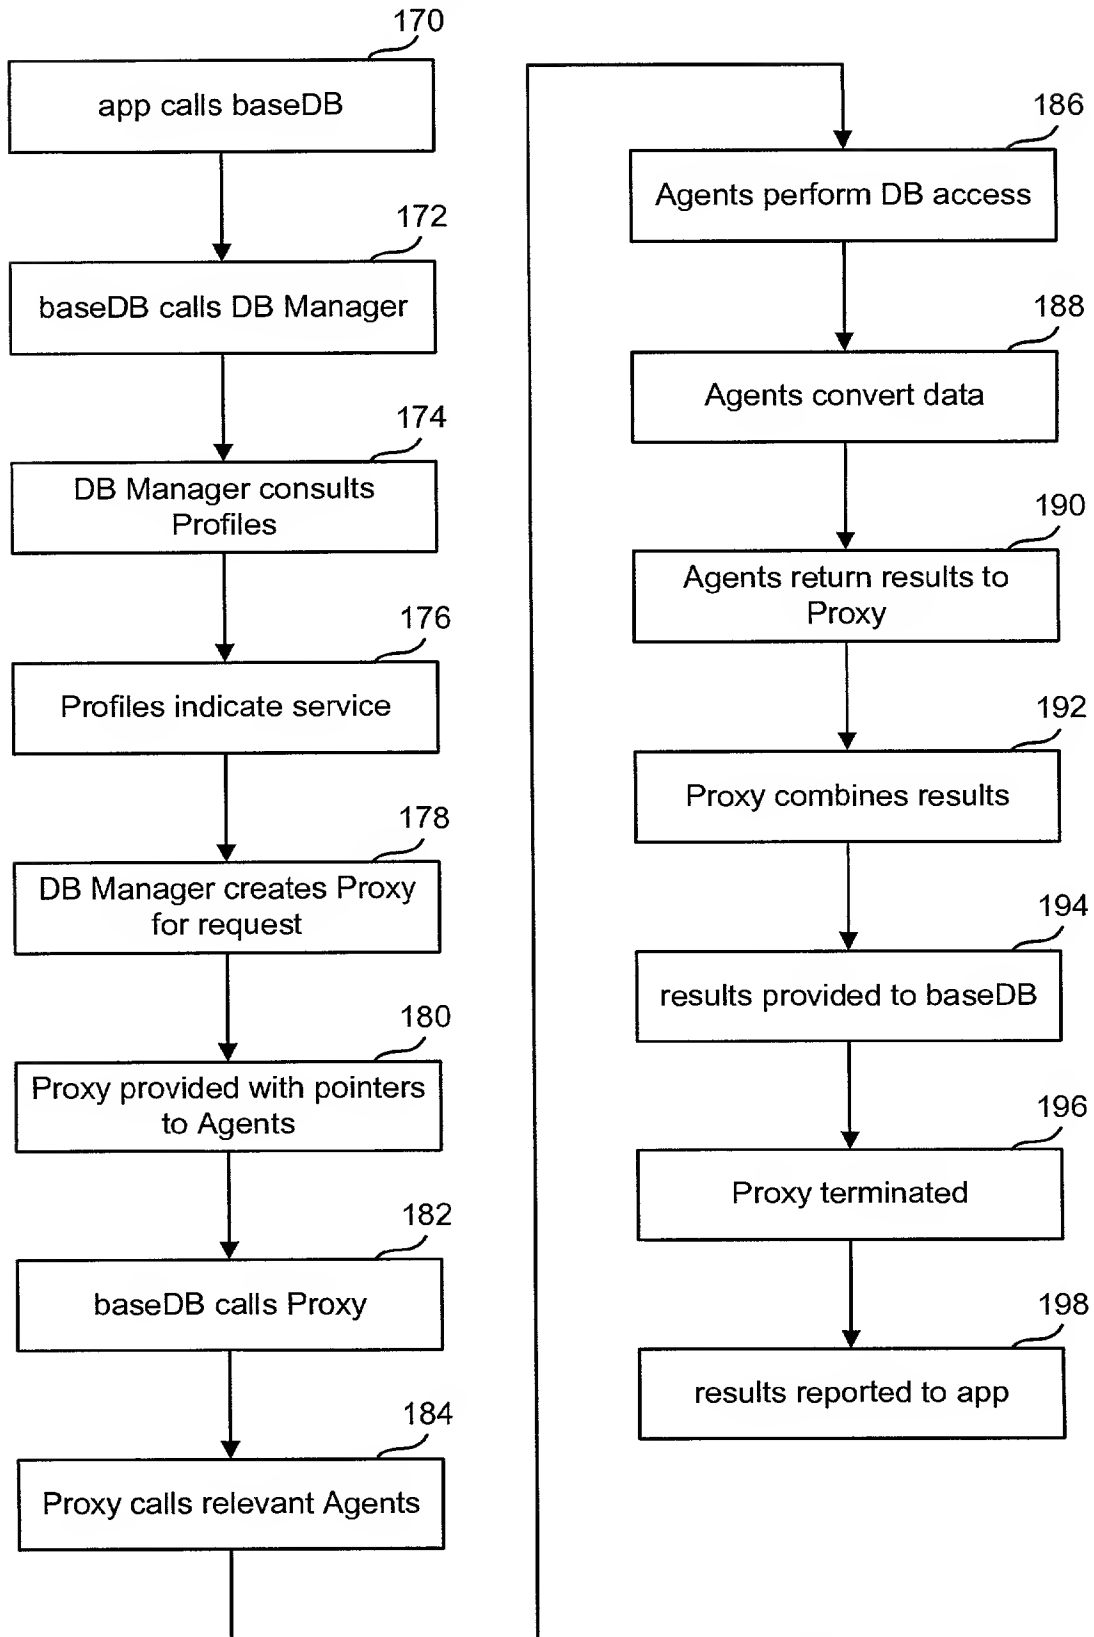 170
app calls baseDB
172
baseDB calls DB Manager
174
DB Manager consults
Profiles
176
Profiles indicate service
178
DB Manager creates Proxy
for request
180
Proxy provided with pointers
to Agents
182
baseDB calls Proxy
184
Proxy calls relevant Agents
186
Agents perform DB access
188
Agents convert data
190
Agents return results to
Proxy
192
Proxy combines results
194
results provided to baseDB
196
Proxy terminated
198
results reported to app